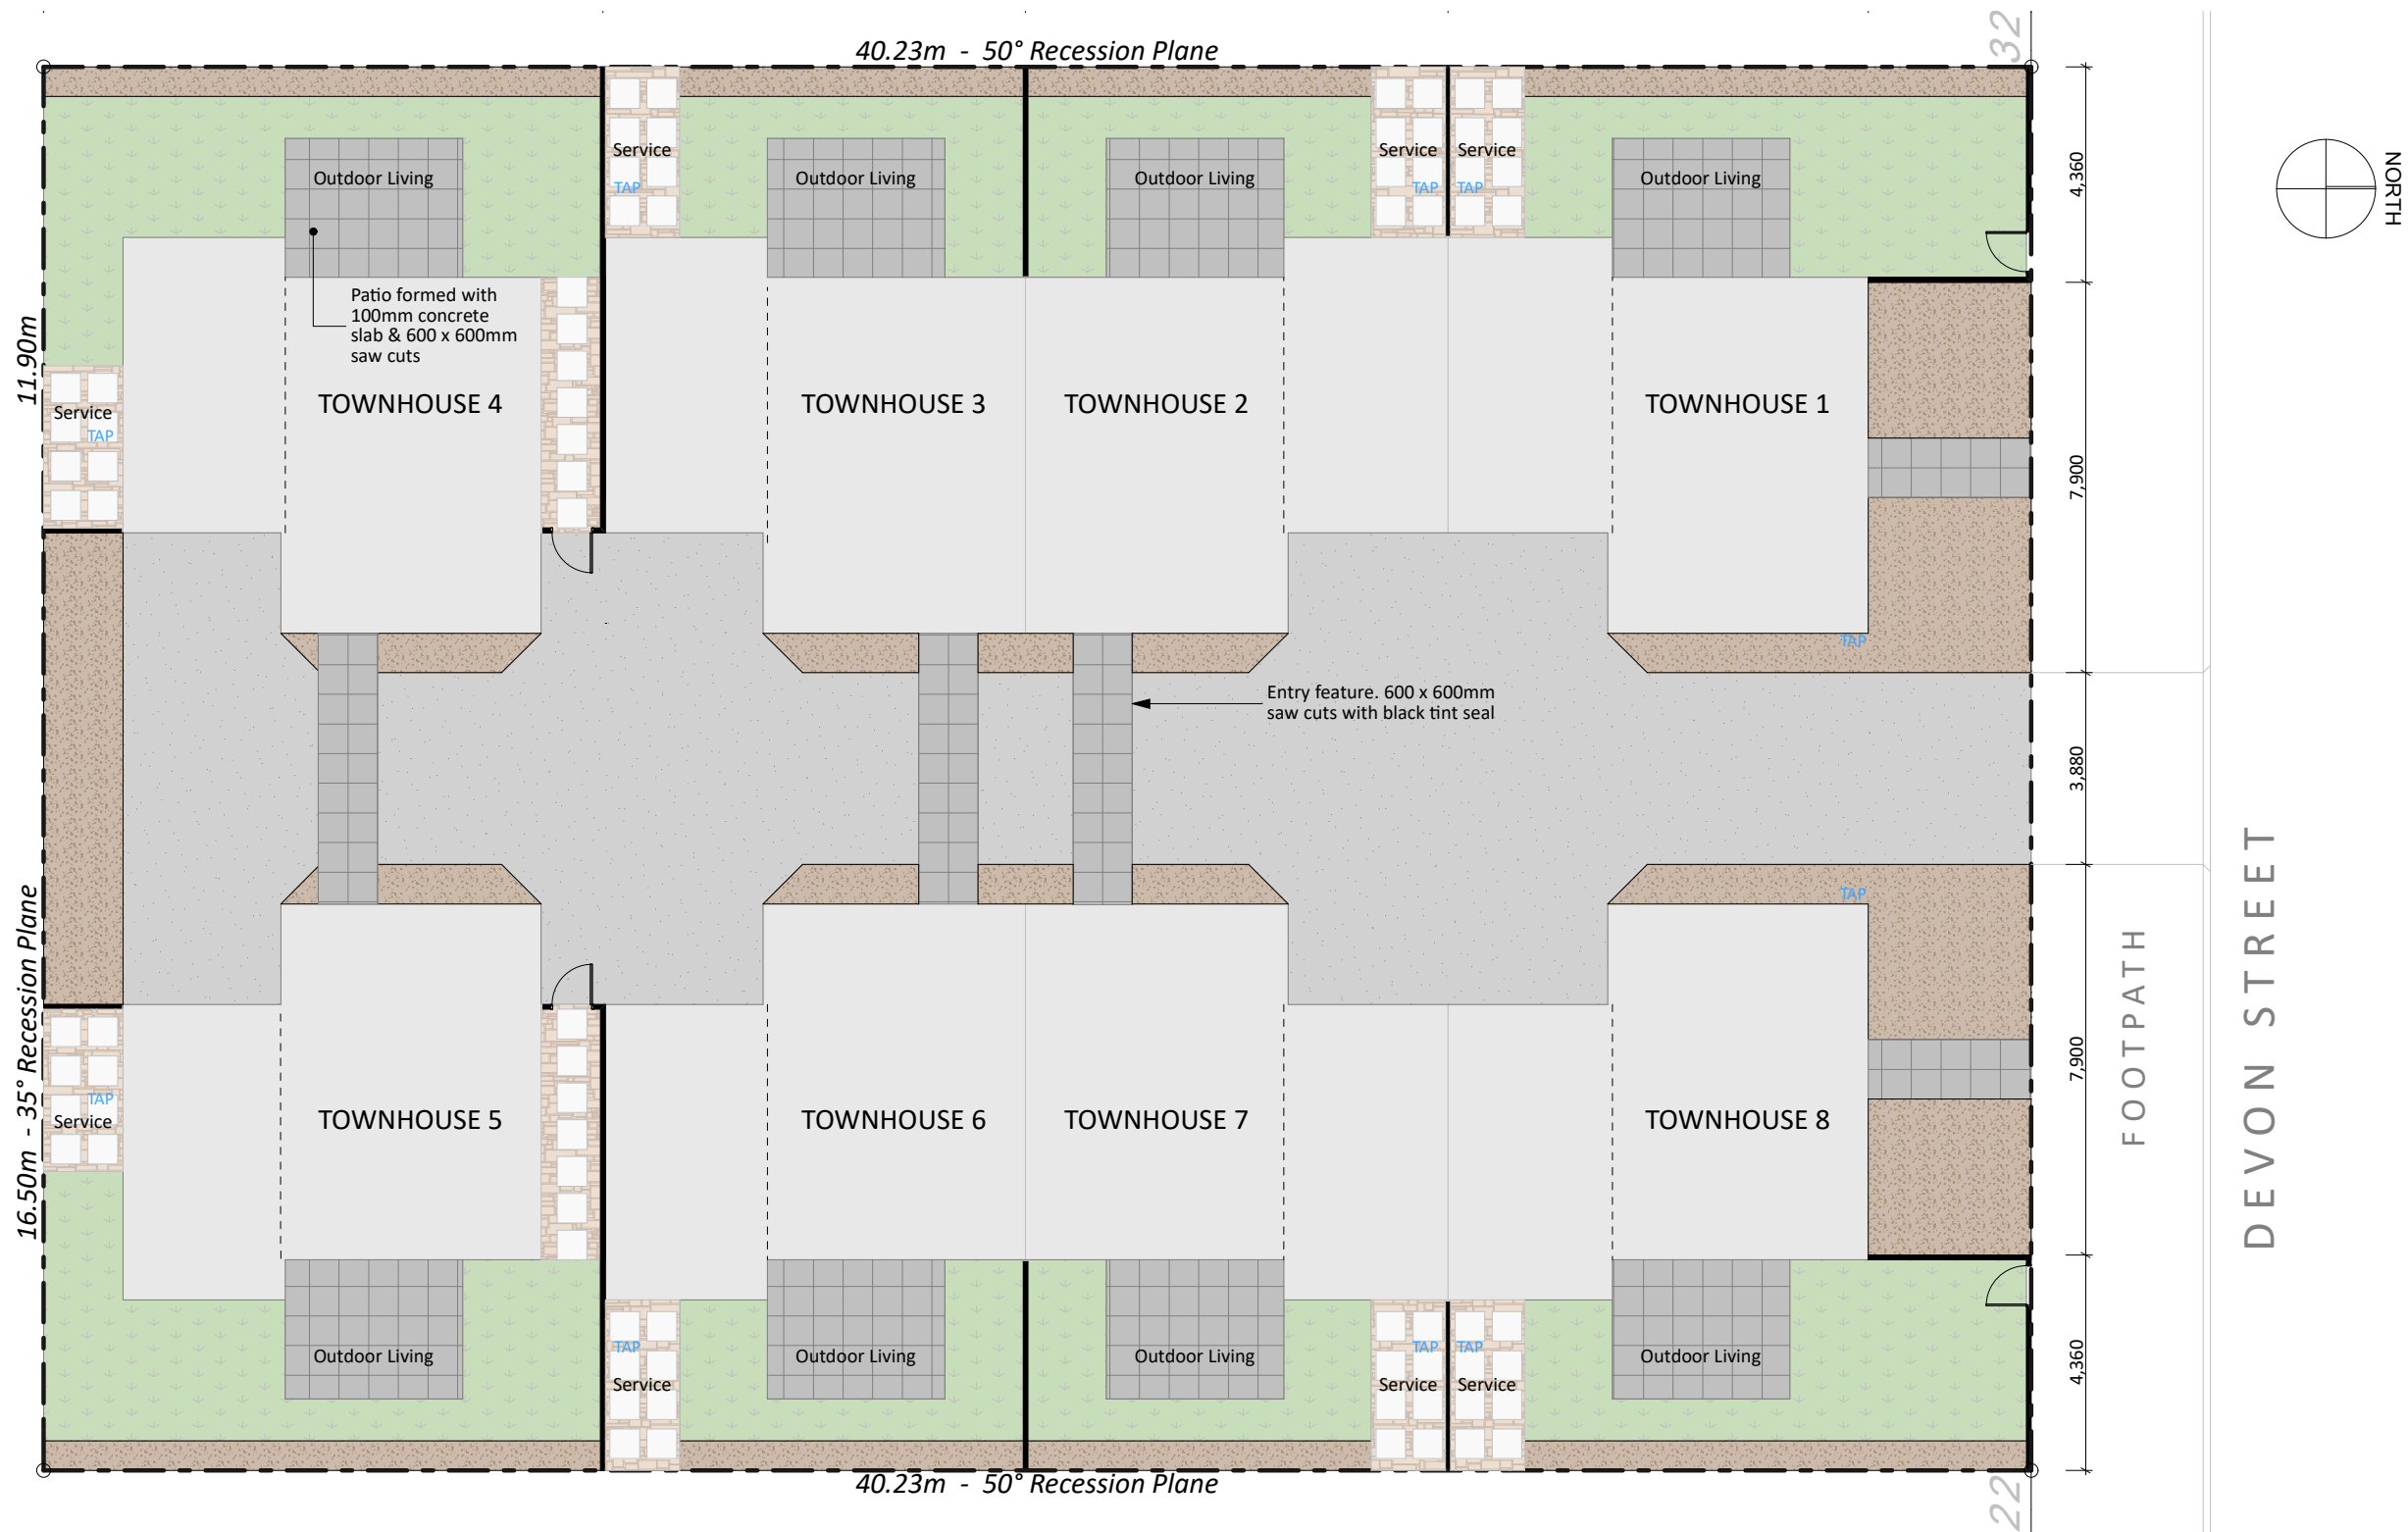 40.23m - 50° Recession Plane
32
NORTH
Service
Service
Service
TAP
TAP
TAP
Outdoor Living
Outdoor Living
Outdoor Living
Outdoor Living
4,360
Patio formed with
100mm concrete
slab & 600 x 600mm
saw cuts
11.90m
Service
TAP
TOWNHOUSE 4
TOWNHOUSE 3
TOWNHOUSE 2
TOWNHOUSE 1
7,900
TAP
Entry feature. 600 x 600mm
saw cuts with black tint seal
3,880
TAP
16.50m - 35° Recession Plane
TAP
Service
TOWNHOUSE 5
TOWNHOUSE 6
TOWNHOUSE 7
TOWNHOUSE 8
7,900
FOOTPATH
DEVON STREET
Outdoor Living
Outdoor Living
Outdoor Living
Outdoor Living
TAP
TAP
TAP
Service
Service
Service
4,360
40.23m - 50° Recession Plane
22